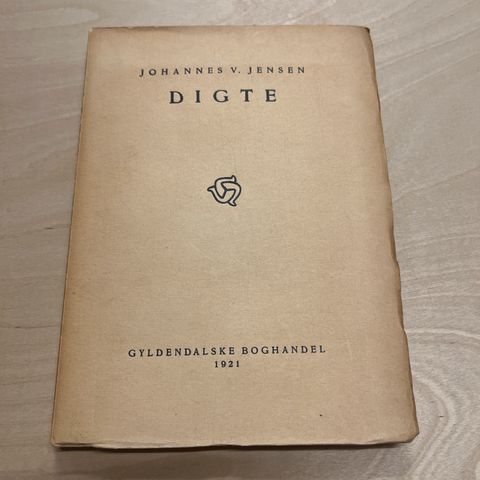 JOHANNES V. JENSEN
DIGTE
GYLDENDALSKE BOGHANDEL
1921